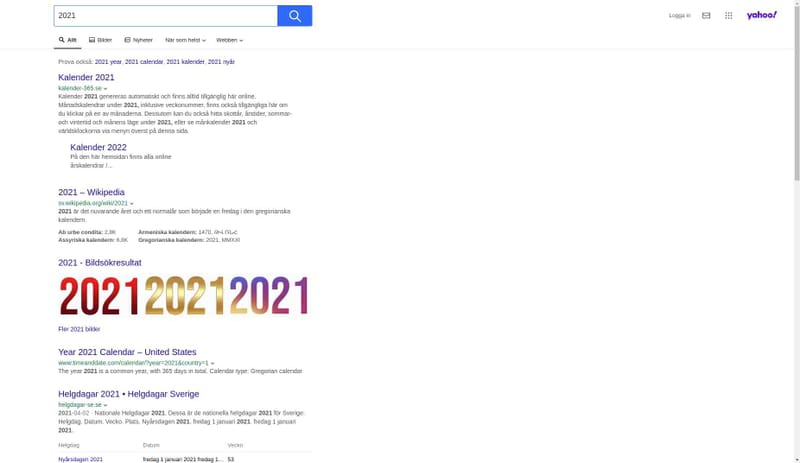 2021
Logga in
yahoo!
Allt
Bilder
Nyheter
När som helst
Webben
Prova också: 2021 year, 2021 calendar, 2021 kalender, 2021 nyår
Kalender 2021
kalender-365.se
Kalender 2021 genereras automatiskt och finns alltid tillgänglig här online.
Månadskalendrar under 2021, inklusive veckonummer, finns också tillgängliga här om
du klickar på en av månaderna. Dessutom kan du också hitta skottår, årstider, sommar-
och vintertid och månens läge under 2021, eller se månkalender 2021 och
världsklockorna via menyn överst på denna sida.
Kalender 2022
På den här hemsidan finns alla online
årskalendrar /...
2021 – Wikipedia
sv.wikipedia.org/wiki/2021
2021 är det nuvarande året och ett normalår som började en fredag i den gregorianska
kalendern.
Ab urbe condita: 2,8K
Armeniska kalendern: 1470,
Assyriska kalendern: 6,8K
Gregorianska kalendern: 2021, MMXXI
2021 - Bildsökresultat
2021
2021
2021
Fler 2021 bilder
Year 2021 Calendar – United States
www.timeanddate.com/calendar/?year=2021&country=1
The year 2021 is a common year, with 365 days in total. Calendar type: Gregorian calendar
Helgdagar 2021 • Helgdagar Sverige
helgdagar-se.se
2021-04-02 · Nationale Helgdagar 2021. Dessa är de nationella helgdagar 2021 för Sverige:
Helgdag. Datum. Vecko. Plats. Nyårsdagen 2021. fredag 1 januari 2021. fredag 1 januari
2021.
Helgdag
Datum
Vecko
Nyårsdagen 2021
fredag 1 januari 2021 fredag 1...
53